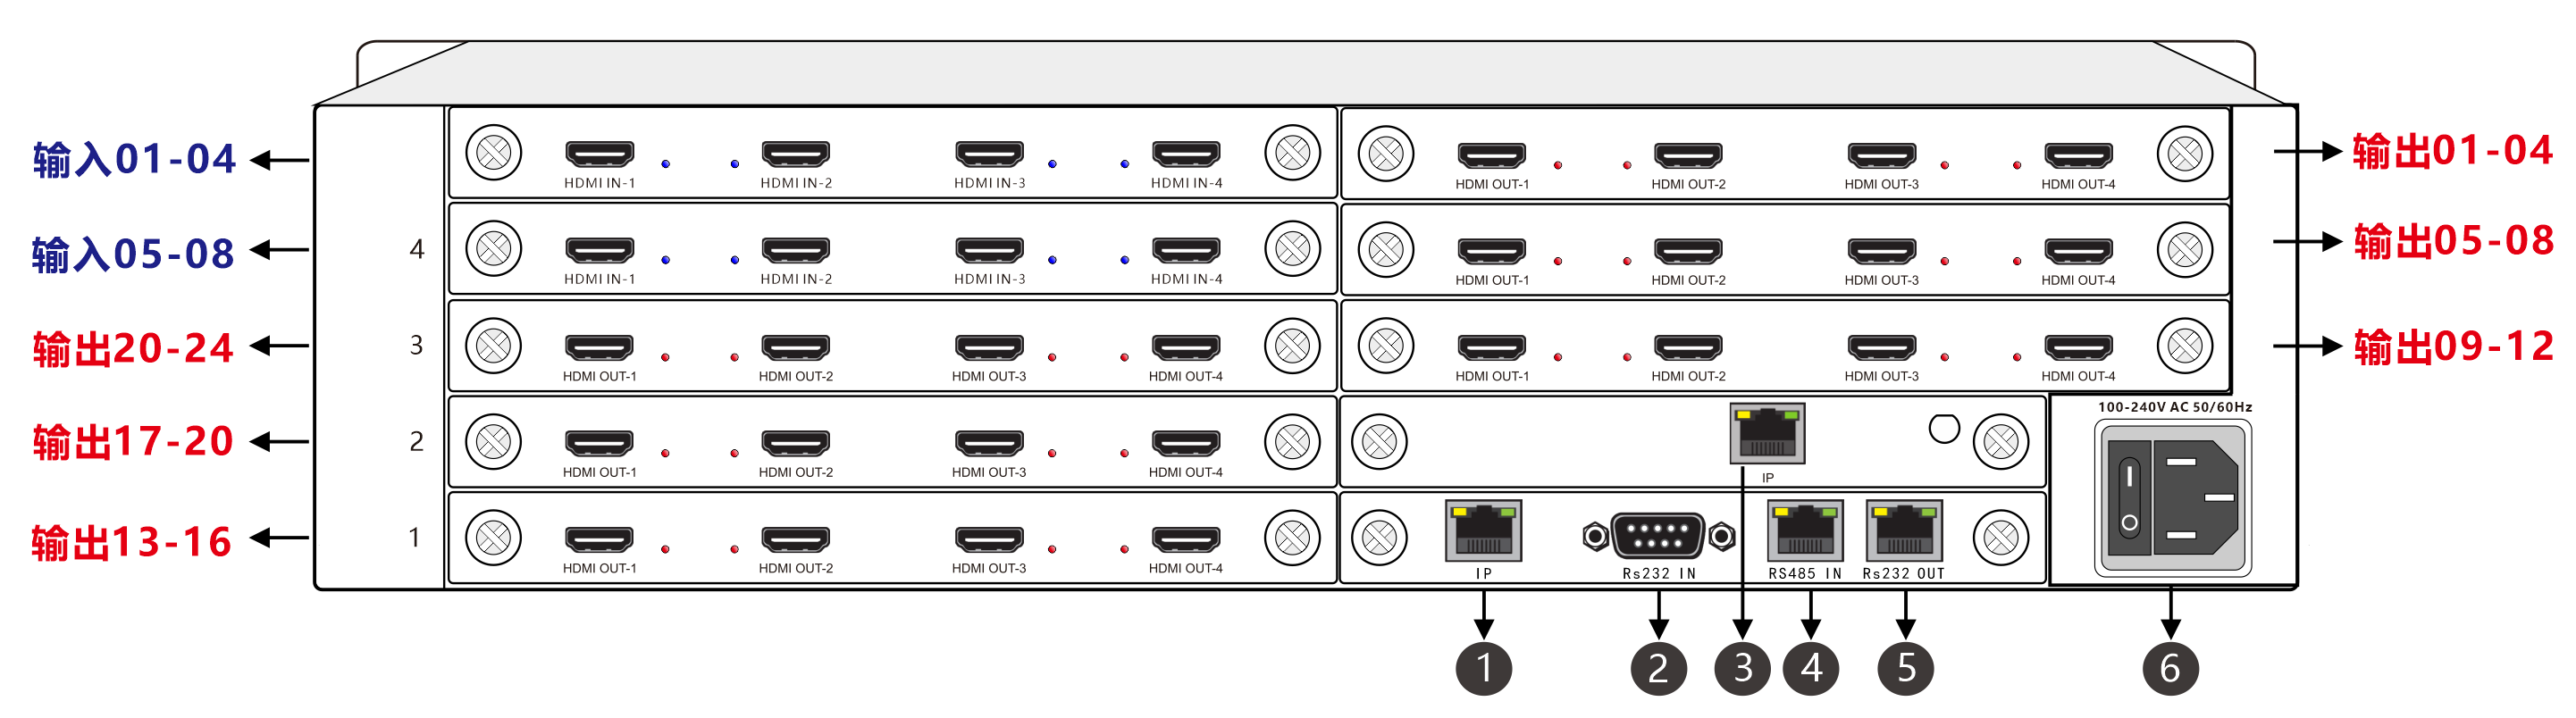 输入01-04
HDMI IN-1 HDMI IN-2 HDMI IN-3 HDMI IN-4
HDMI OUT-1 HDMI OUT-2 HDMI OUT-3 HDMI OUT-4
输出01-04
输入05-08
4
HDMI IN-1 HDMI IN-2 HDMI IN-3 HDMI IN-4
HDMI OUT-1 HDMI OUT-2 HDMI OUT-3 HDMI OUT-4
输出05-08
输出20-24
3
HDMI OUT-1 HDMI OUT-2 HDMI OUT-3 HDMI OUT-4
HDMI OUT-1 HDMI OUT-2 HDMI OUT-3 HDMI OUT-4
输出09-12
输出17-20
2
HDMI OUT-1 HDMI OUT-2 HDMI OUT-3 HDMI OUT-4
IP
100-240V AC 50/60Hz
输出13-16
1
HDMI OUT-1 HDMI OUT-2 HDMI OUT-3 HDMI OUT-4
IP Rs232 IN RS485 IN Rs232 OUT
1 2 3 4 5 6